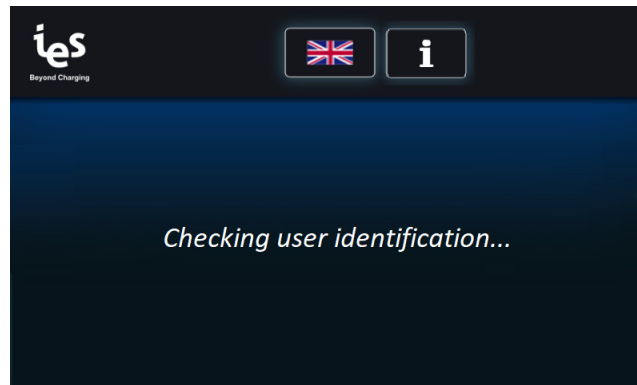 ies
Beyond Charging
i
Checking user identification...